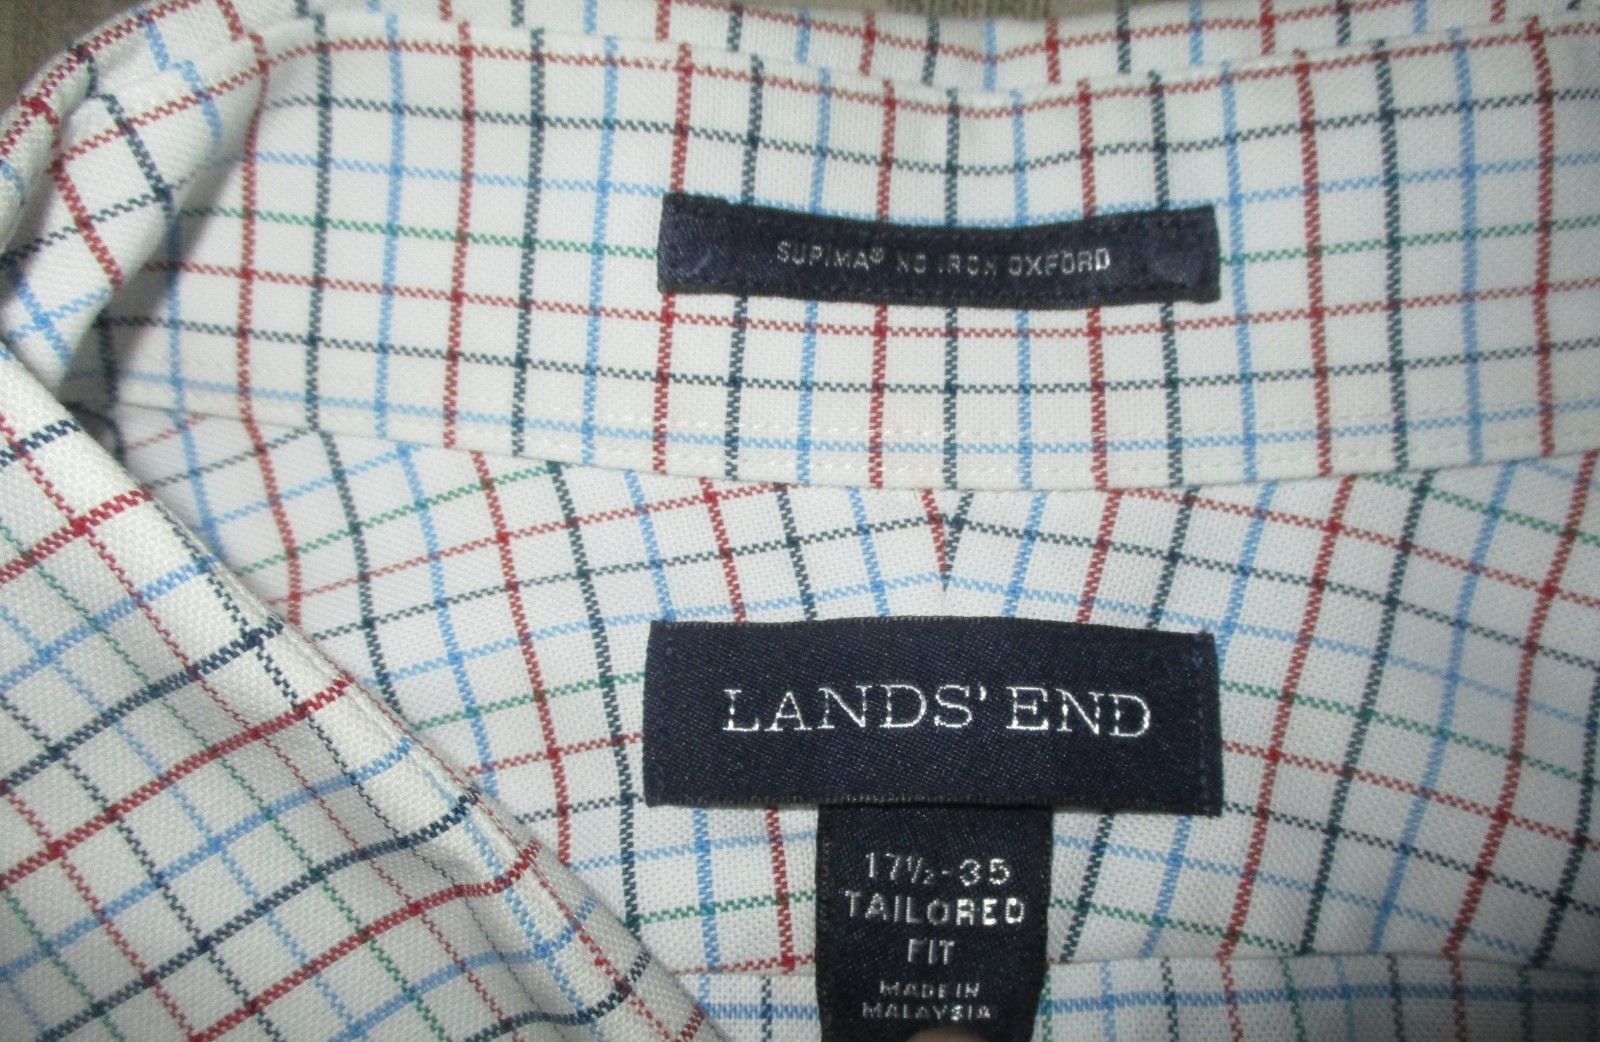 SUPIMA® NO IRON OXFORD
LANDS' END
17½-35
TAILORED
FIT
MADE IN
MALAYSIA